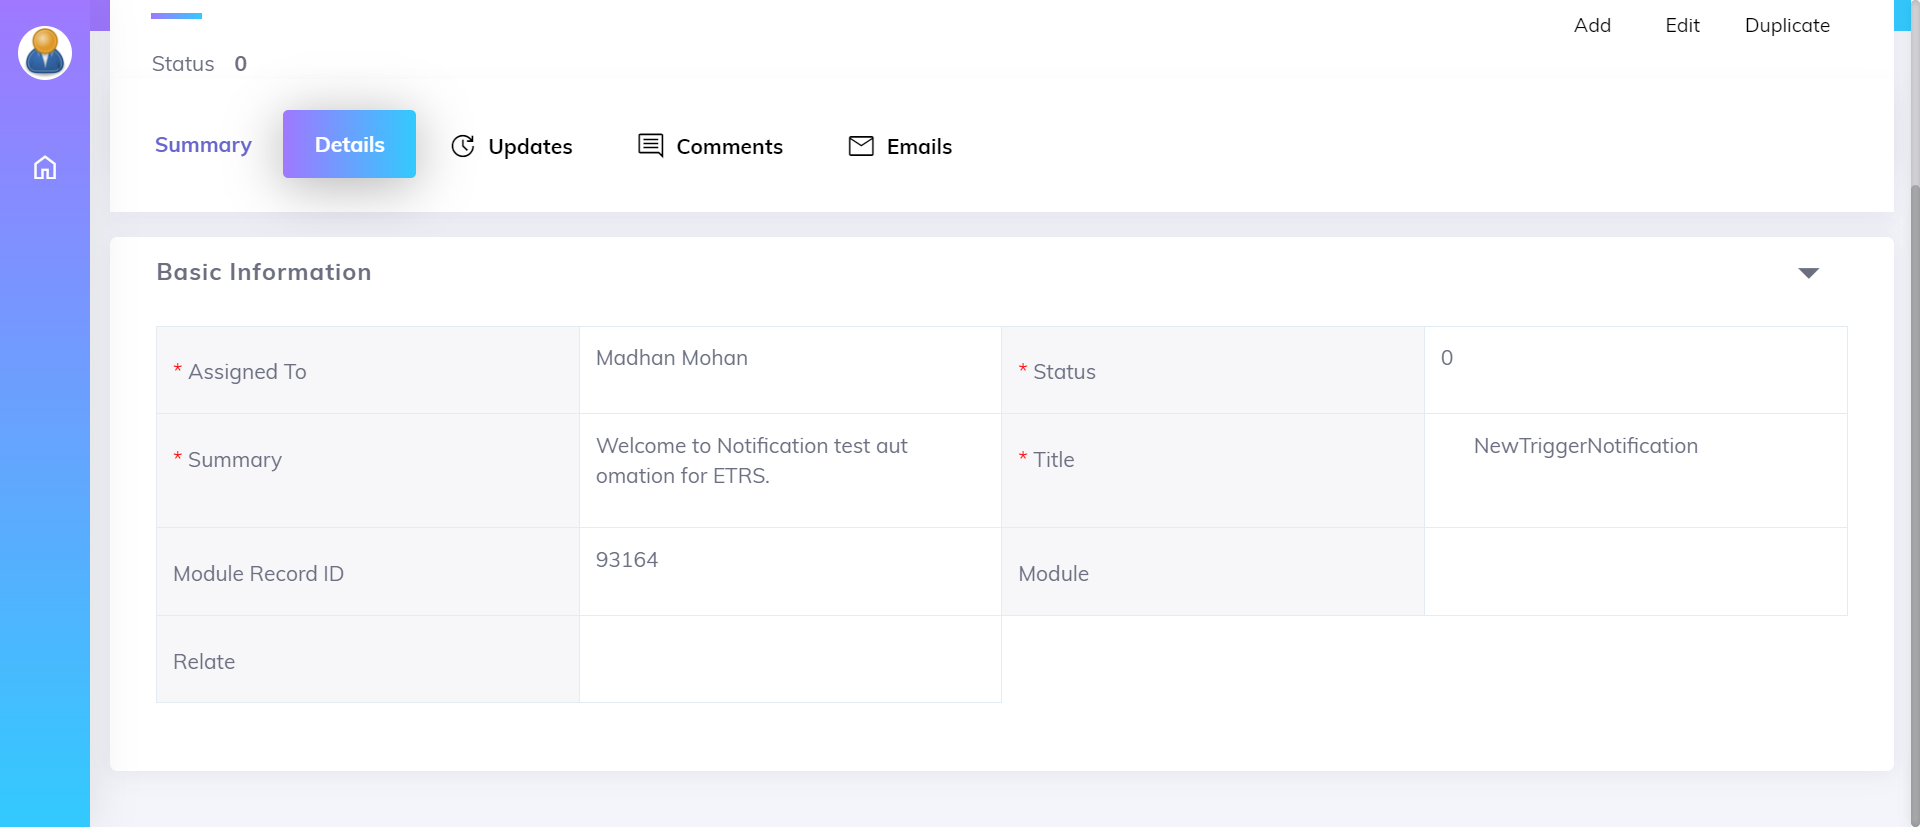 Add Edit Duplicate
Status 0
Summary Details Updates Comments Emails
Basic Information
* Assigned To Madhan Mohan * Status 0
* Summary Welcome to Notification test aut
omation for ETRS. * Title NewTriggerNotification
Module Record ID 93164 Module
Relate